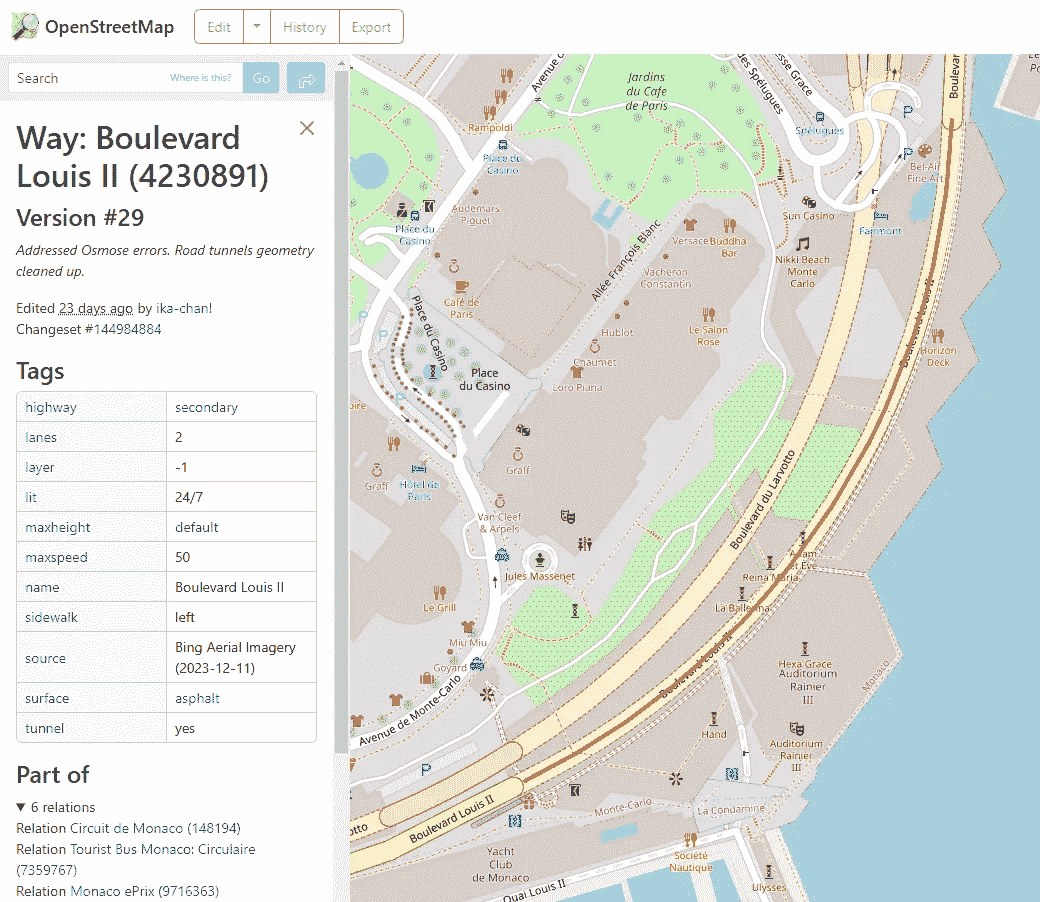 OpenStreetMap
Edit
History
Export
Search
Where is this?
Go
Way: Boulevard
Louis II (4230891)
Version #29
Addressed Osmose errors. Road tunnels geometry
cleaned up.
Edited 23 days ago by ika-chan!
Changeset #144984884
Tags
highway secondary
lanes 2
layer -1
lit 24/7
maxheight default
maxspeed 50
name Boulevard Louis II
sidewalk left
source Bing Aerial Imagery
(2023-12-11)
surface asphalt
tunnel yes
Part of
▼ 6 relations
Relation Circuit de Monaco (148194)
Relation Tourist Bus Monaco: Circulaire
(7359767)
Relation Monaco ePrix (9716363)
Jardins
du Cafe
de Paris
Rampoldi
Place du
Casino
Audemars
Piguet
Place du
Casino
Café de
Paris
Place du Casino
Place
du Casino
Allée François Blanc
Versace
Buddha
Bar
Vacheron
Constantin
Hublot
Chaumet
Loro Piana
Le Salon
Rose
Spélugues
Sun Casino
Nikki Beach
Monte
Carlo
Bel-Air
Fine Art
Fairmont
Horizon
Deck
Graff
Graff
Hôtel de
Paris
Van Cleef
& Arpels
Jules Massenet
Le Grill
Miu Miu
Goyard
Avenue de Monte-Carlo
Boulevard du Larvotto
Boulevard Louis II
Adam
et Eve
Reina Maria
La Ballerina
Boulevard Louis II
Hexa Grace
Auditorium
Rainier
III
Monaco
Hand
Auditorium
Rainier
III
Boulevard Louis II
Monte-Carlo
La Condamine
Yacht
Club
de Monaco
Société
Nautique
Quai Louis II
Ulysses